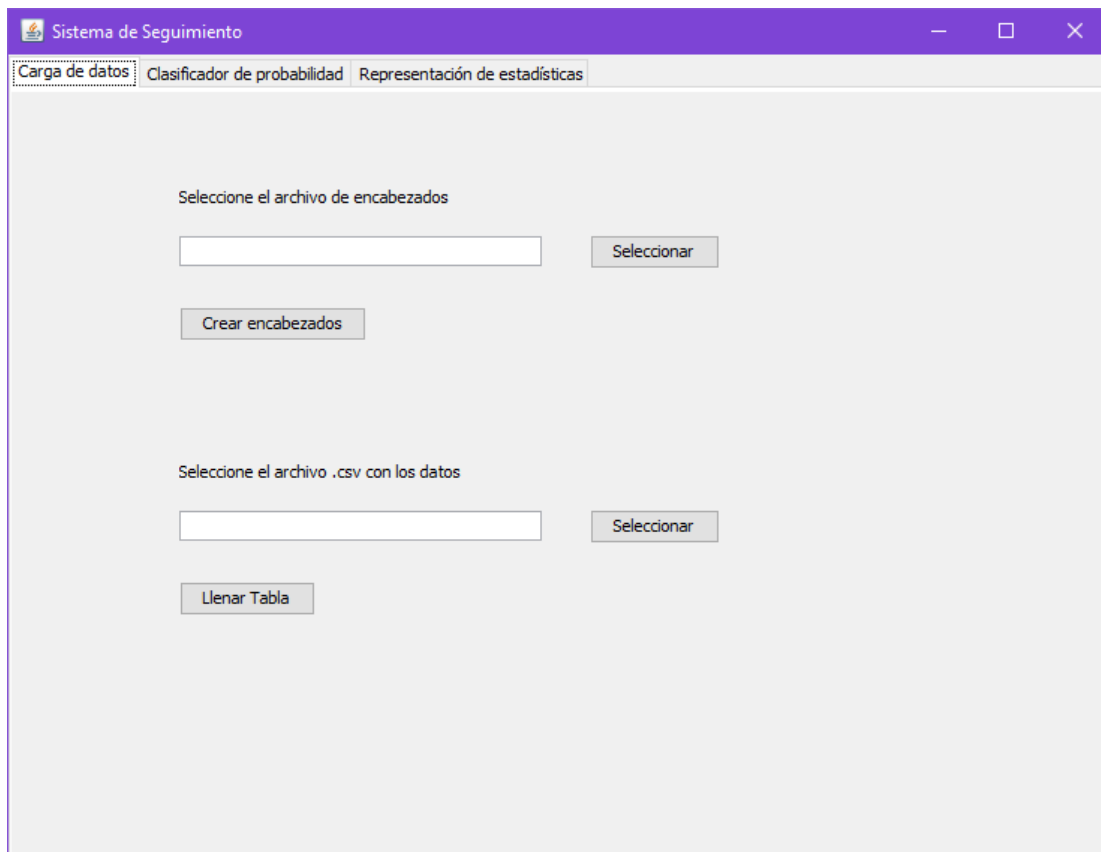 Sistema de Seguimiento
Carga de datos Clasificador de probabilidad Representación de estadísticas
Seleccione el archivo de encabezados
Seleccionar
Crear encabezados
Seleccione el archivo .csv con los datos
Seleccionar
Llenar Tabla